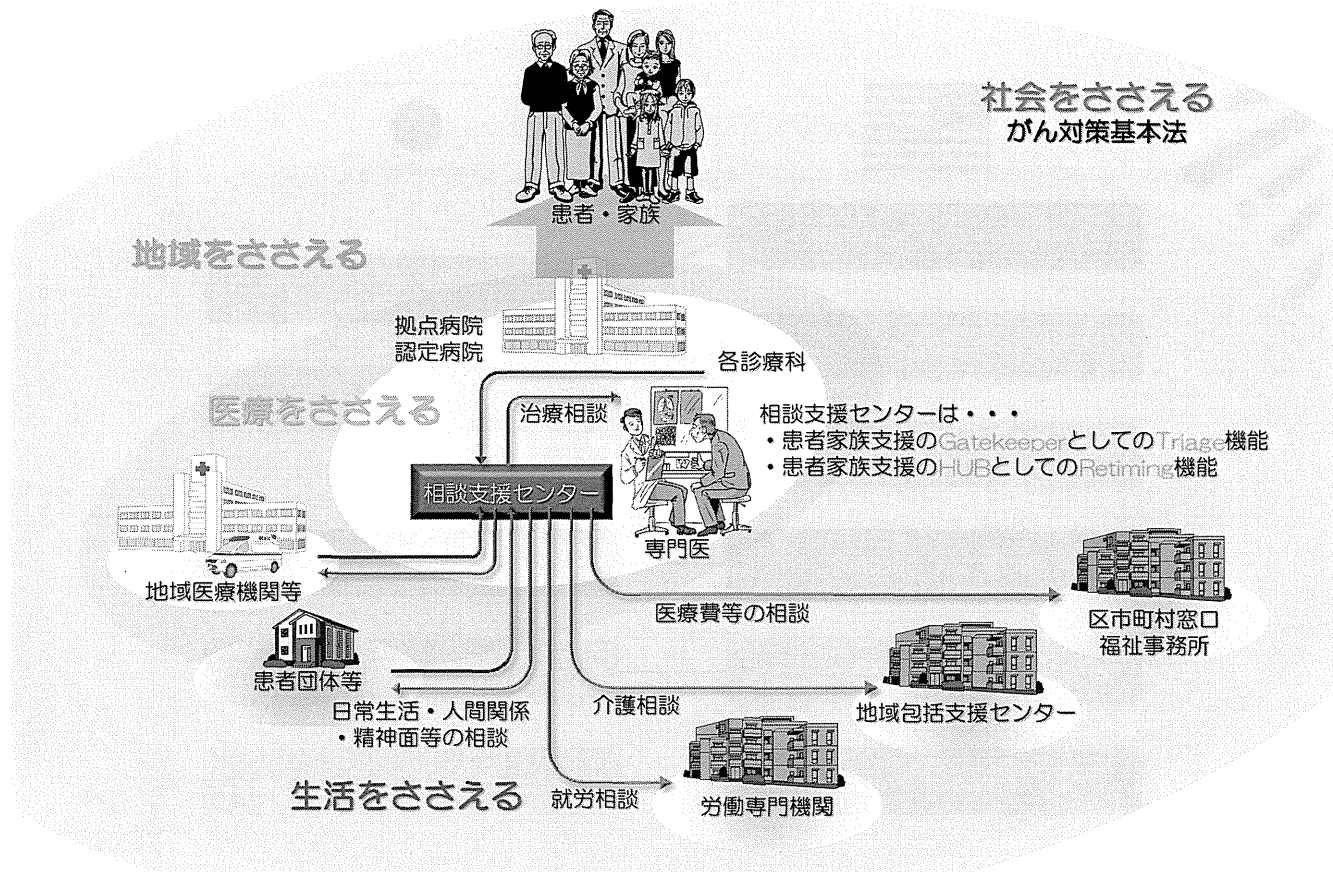 社会をささえる
がん対策基本法
患者・家族
地域をささえる
拠点病院
認定病院
各診療科
医療をささえる
治療相談
相談支援センターは・・・
・患者家族支援のGatekeeperとしてのTriage機能
・患者家族支援のHUBとしてのRetiming機能
相談支援センター
専門医
地域医療機関等
医療費等の相談
区市町村窓口
福祉事務所
患者団体等
日常生活・人間関係
・精神面等の相談
介護相談
地域包括支援センター
生活をささえる
就労相談
労働専門機関